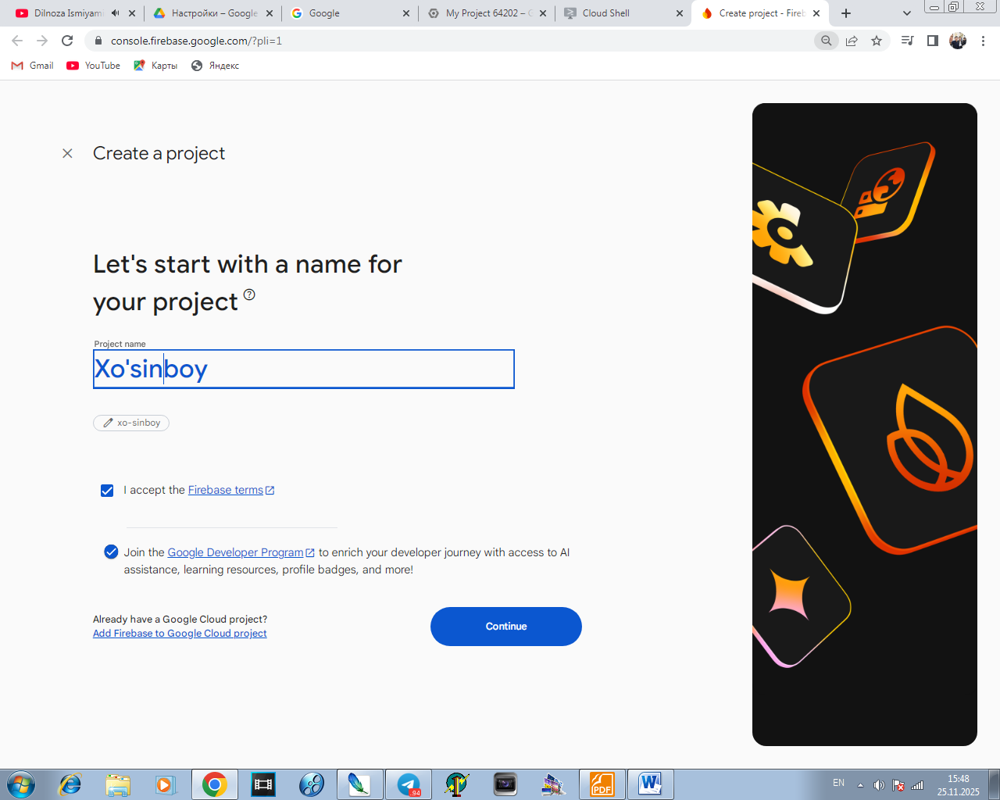 Dilnoza Ismiyam
Настройки – Google
Google
My Project 64202 – G
Cloud Shell
Create project - Fireb
console.firebase.google.com/?pli=1
Gmail
YouTube
Карты
Яндекс
Create a project
Let's start with a name for
your project
Project name
Xo'sinboy
xo-sinboy
I accept the Firebase terms
Join the Google Developer Program to enrich your developer journey with access to AI
assistance, learning resources, profile badges, and more!
Already have a Google Cloud project?
Add Firebase to Google Cloud project
Continue
94
PDF
W
EN
15:48
25.11.2025